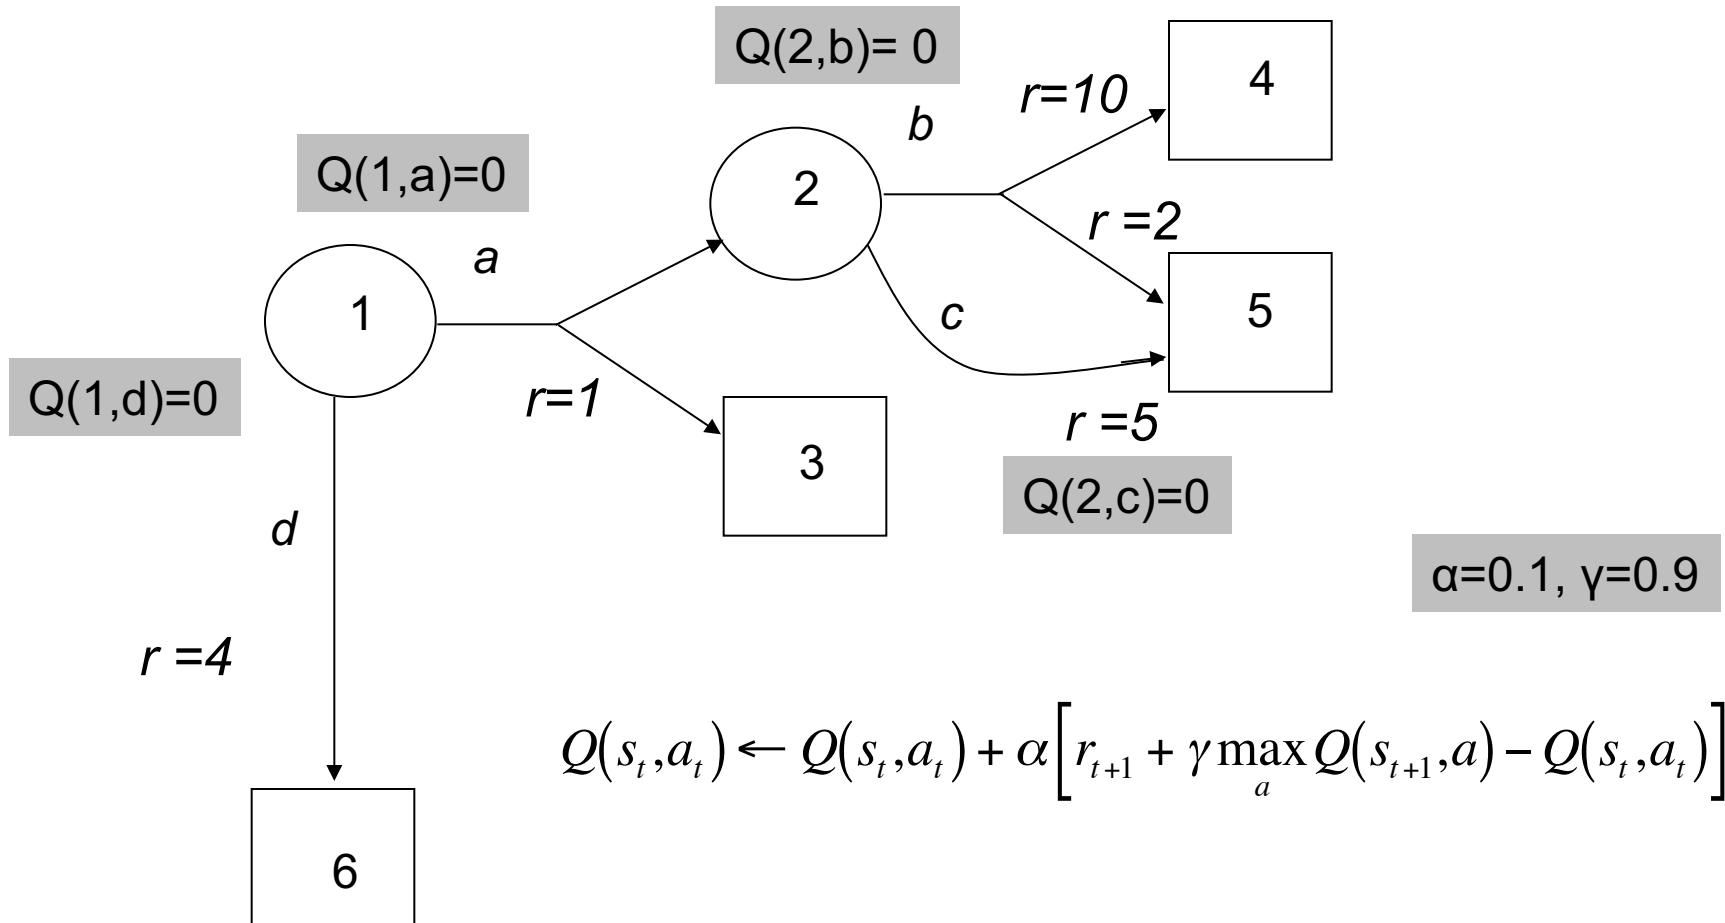 Q(2,b)= 0
4
r=10
b
Q(1,a)=0
2
r =2
a
1
5
c
Q(1,d)=0
r=1
r =5
3
Q(2,c)=0
d
α=0.1, γ=0.9
r =4
Q(s_t,a_t) ← Q(s_t,a_t) + α[r_{t+1} + γ max_a Q(s_{t+1},a) − Q(s_t,a_t)]
6